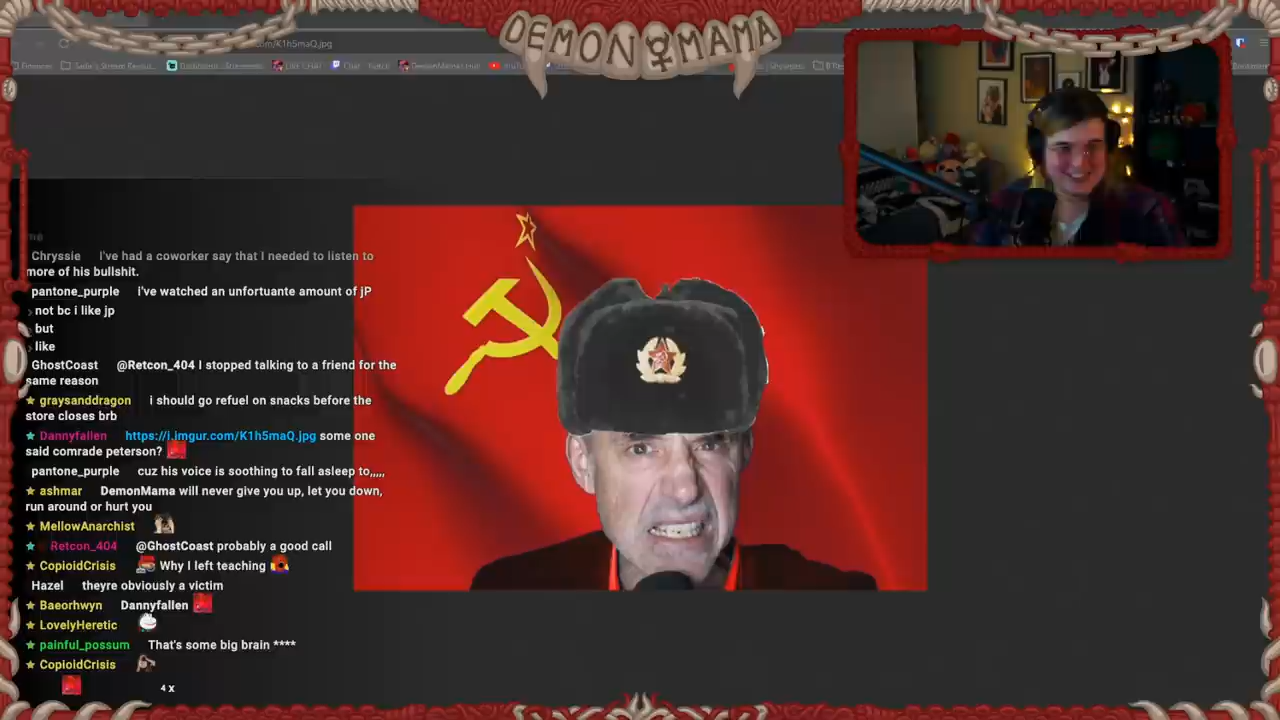 DEMON MAMA
.com/K1h5maQ.jpg
me
Chryssie I've had a coworker say that I needed to listen to
more of his bullshit.
pantone_purple i've watched an unfortuante amount of jP
not bc i like jp
but
like
GhostCoast @Retcon_404 I stopped talking to a friend for the
same reason
graysanddragon i should go refuel on snacks before the
store closes brb
Dannyfallen https://i.imgur.com/K1h5maQ.jpg some one
said comrade peterson?
pantone_purple cuz his voice is soothing to fall asleep to,,,,,
ashmar DemonMama will never give you up, let you down,
run around or hurt you
MellowAnarchist
Retcon_404 @GhostCoast probably a good call
CopioidCrisis Why I left teaching
Hazel theyre obviously a victim
Baeorhwyn Dannyfallen
LovelyHeretic
painful_possum That's some big brain ****
CopioidCrisis
4 x